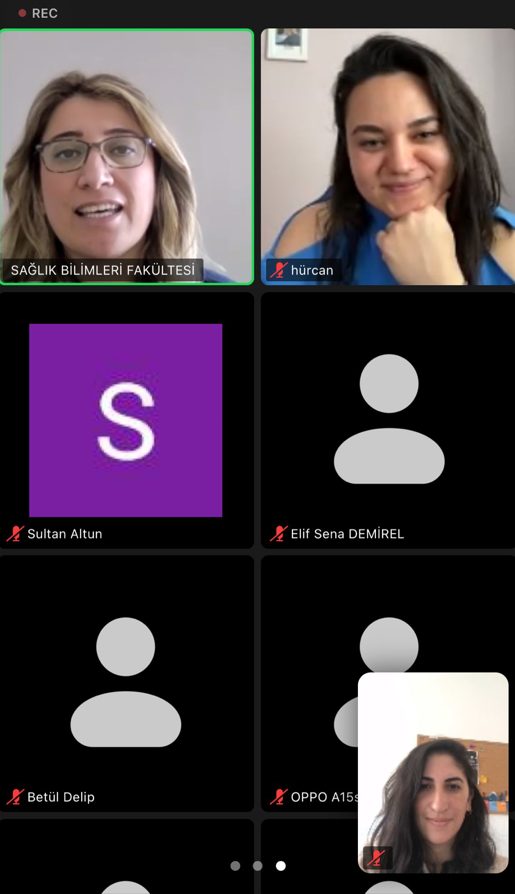 REC
SAĞLIK BİLİMLERİ FAKÜLTESİ
hürcan
S
Sultan Altun
Elif Sena DEMİREL
Betül Delip
OPPO A15s